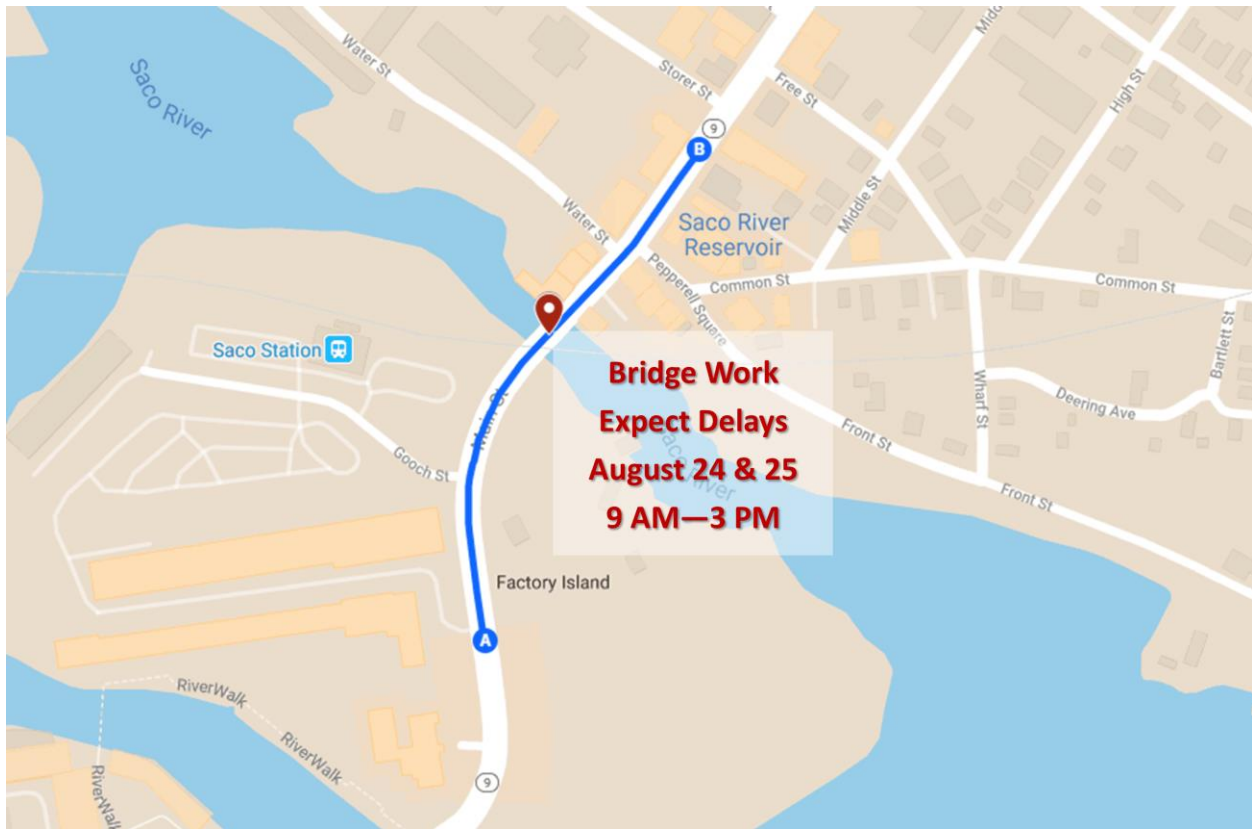 Saco River
Water St
Storer St
Free St
Middle St
High St
9
B
Saco River
Reservoir
Water St
Middle St
Common St
Common St
Pepperell Square
Saco Station
Bartlett St
Bridge Work
Expect Delays
August 24 & 25
9 AM—3 PM
Main St
Saco River
Wharf St
Deering Ave
Gooch St
Front St
Front St
Factory Island
A
RiverWalk
RiverWalk
RiverWalk
9